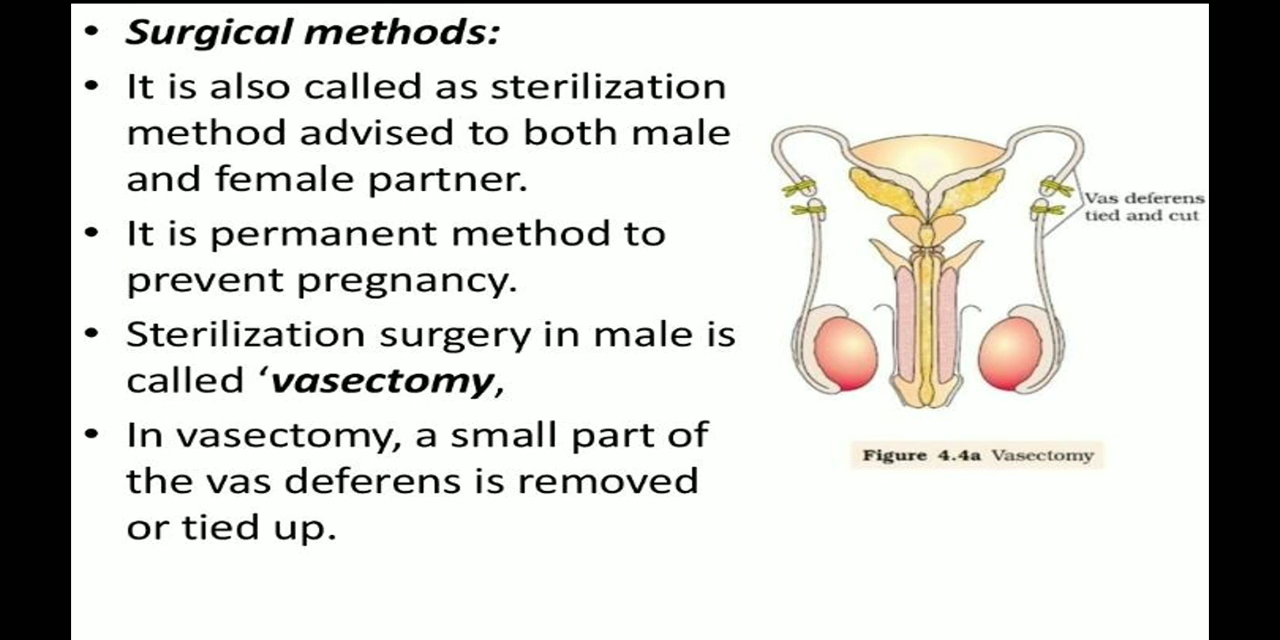 • Surgical methods:
• It is also called as sterilization
method advised to both male
and female partner.
• It is permanent method to
prevent pregnancy.
• Sterilization surgery in male is
called ‘vasectomy,
• In vasectomy, a small part of
the vas deferens is removed
or tied up.
Vas deferens
tied and cut
Figure 4.4a Vasectomy